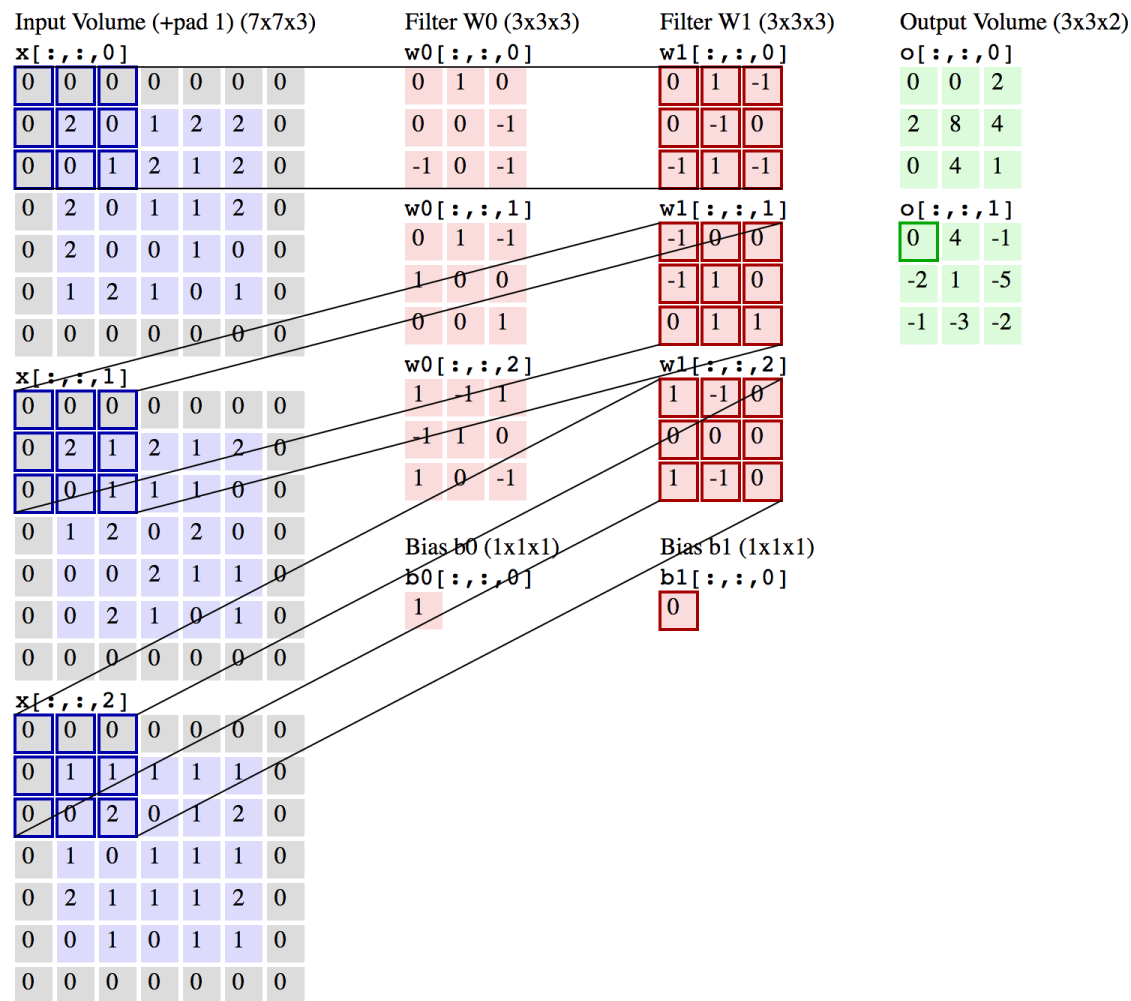 Input Volume (+pad 1) (7x7x3)
x[:,:,0]
0 0 0 0 0 0 0
0 2 0 1 2 2 0
0 0 1 2 1 2 0
0 2 0 1 1 2 0
0 2 0 0 1 0 0
0 1 2 1 0 1 0
0 0 0 0 0 0 0
x[:,:,1]
0 0 0 0 0 0 0
0 2 1 2 1 2 0
0 0 1 1 1 0 0
0 1 2 0 2 0 0
0 0 0 2 1 1 0
0 0 2 1 0 1 0
0 0 0 0 0 0 0
x[:,:,2]
0 0 0 0 0 0 0
0 1 1 1 1 1 0
0 0 2 0 1 2 0
0 1 0 1 1 1 0
0 2 1 1 1 2 0
0 0 1 0 1 1 0
0 0 0 0 0 0 0
Filter W0 (3x3x3)
w0[:,:,0]
0 1 0
0 0 -1
-1 0 -1
w0[:,:,1]
0 1 -1
1 0 0
0 0 1
w0[:,:,2]
1 -1 1
-1 1 0
1 0 -1
Bias b0 (1x1x1)
b0[:,:,0]
1
Filter W1 (3x3x3)
w1[:,:,0]
0 1 -1
0 -1 0
-1 1 -1
w1[:,:,1]
-1 0 0
-1 1 0
0 1 1
w1[:,:,2]
1 -1 0
0 0 0
1 -1 0
Bias b1 (1x1x1)
b1[:,:,0]
0
Output Volume (3x3x2)
o[:,:,0]
0 0 2
2 8 4
0 4 1
o[:,:,1]
0 4 -1
-2 1 -5
-1 -3 -2